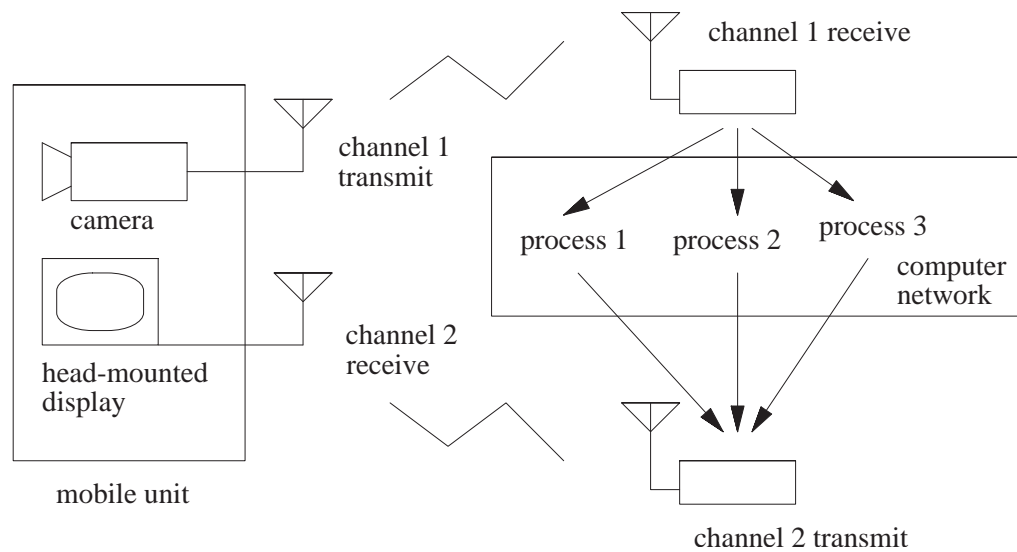 channel 1 receive
channel 1
transmit
camera
process 1
process 2
process 3
computer
network
channel 2
receive
head-mounted
display
mobile unit
channel 2 transmit